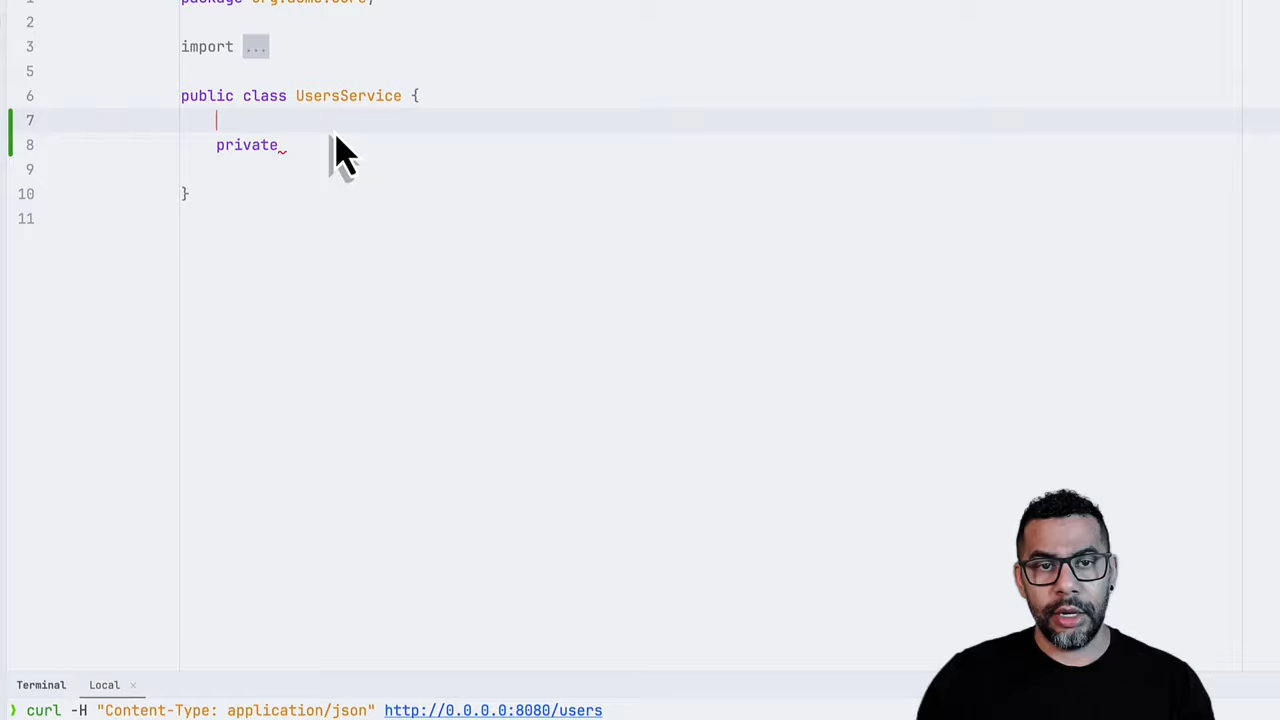 1
2
3 import ...
5
6 public class UsersService {
7
8 private
9
10 }
11
Terminal Local ×
❯ curl -H "Content-Type: application/json" http://0.0.0.0:8080/users